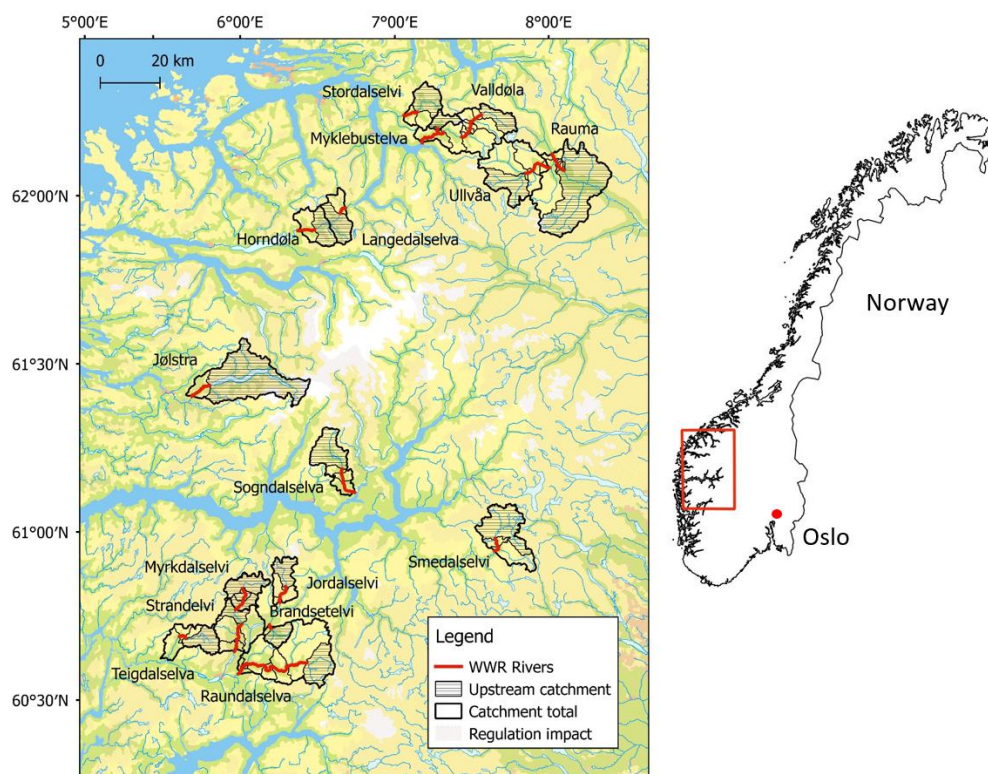 5°00'E 6°00'E 7°00'E 8°00'E
0 20 km
Stordalselvi Valldøla
Myklebustelva Rauma
62°00'N
Ullvåa
Horndøla Langedalselva
Norway
61°30'N
Jølstra
Sogndalselva
61°00'N
Oslo
Smedalselvi
Myrkdalselvi Jordalselvi
Strandelvi Brandsetelvi
Teigdalselva
Raundalselva
60°30'N
Legend
WWR Rivers
Upstream catchment
Catchment total
Regulation impact